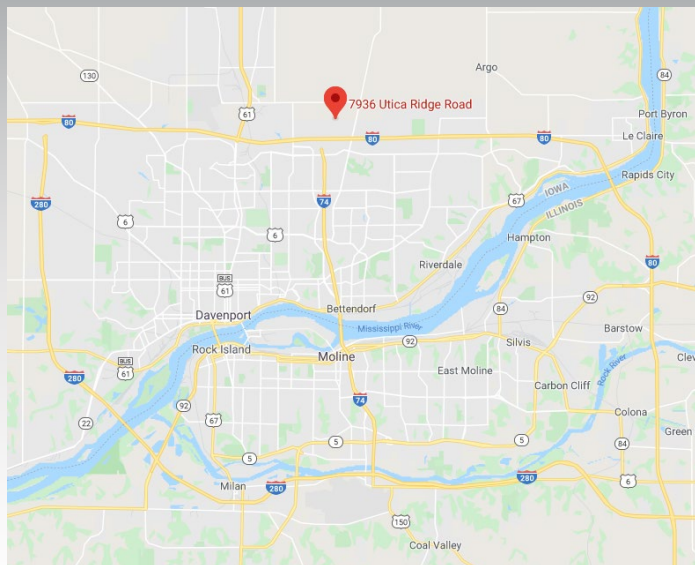 Argo
84
130
7936 Utica Ridge Road
61
Port Byron
80
80
80
Le Claire
Rapids City
74
67
IOWA
ILLINOIS
280
6
6
Hampton
Riverdale
80
BUS
61
92
Bettendorf
84
Davenport
Mississippi River
Barstow
Rock Island
92
Silvis
Moline
Rock River
Clev
BUS
61
280
East Moline
Carbon Cliff
74
92
Colona
22
67
Green
5
5
84
5
280
6
Milan
280
150
Coal Valley